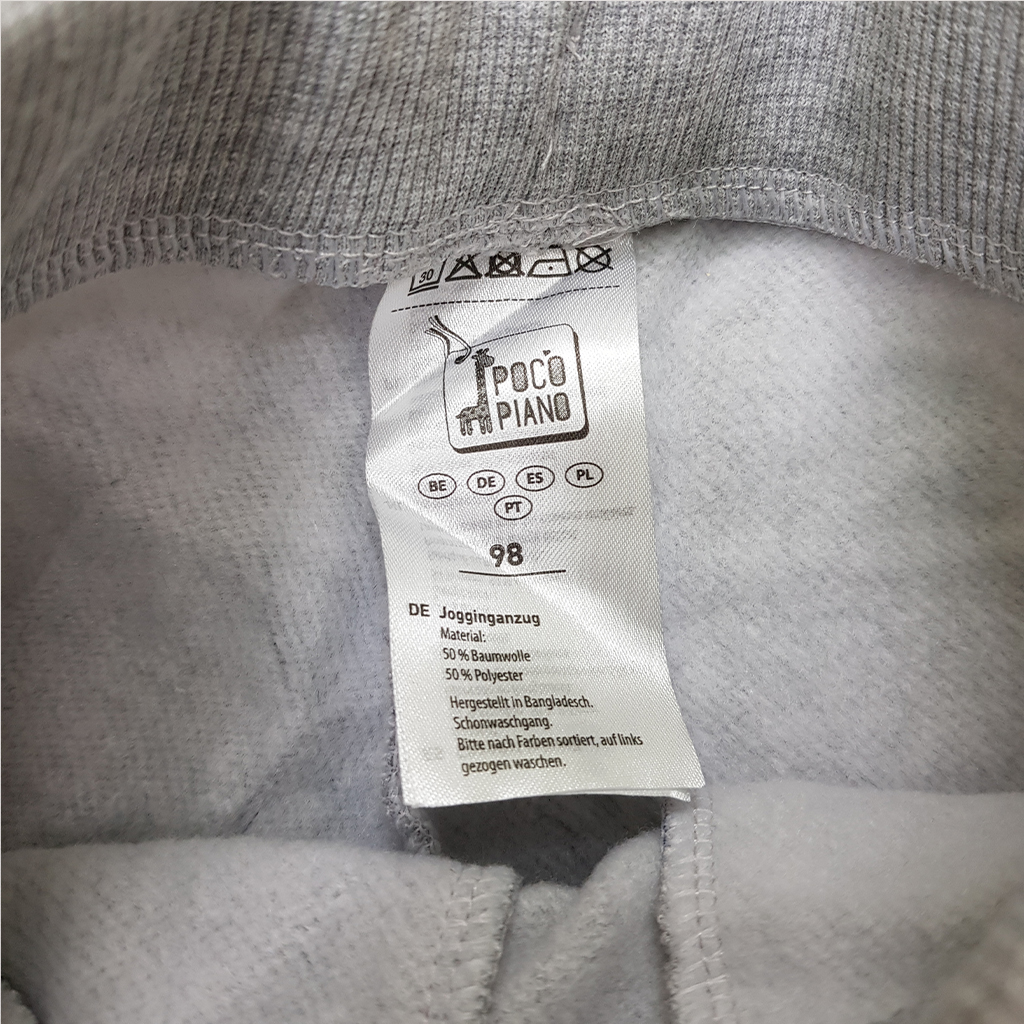 30
POCO
PIANO
BE DE ES PL
PT
98
DE Jogginganzug
Material:
50 % Baumwolle
50 % Polyester
Hergestellt in Bangladesch.
Schonwaschgang.
Bitte nach Farben sortiert, auf links
gezogen waschen.